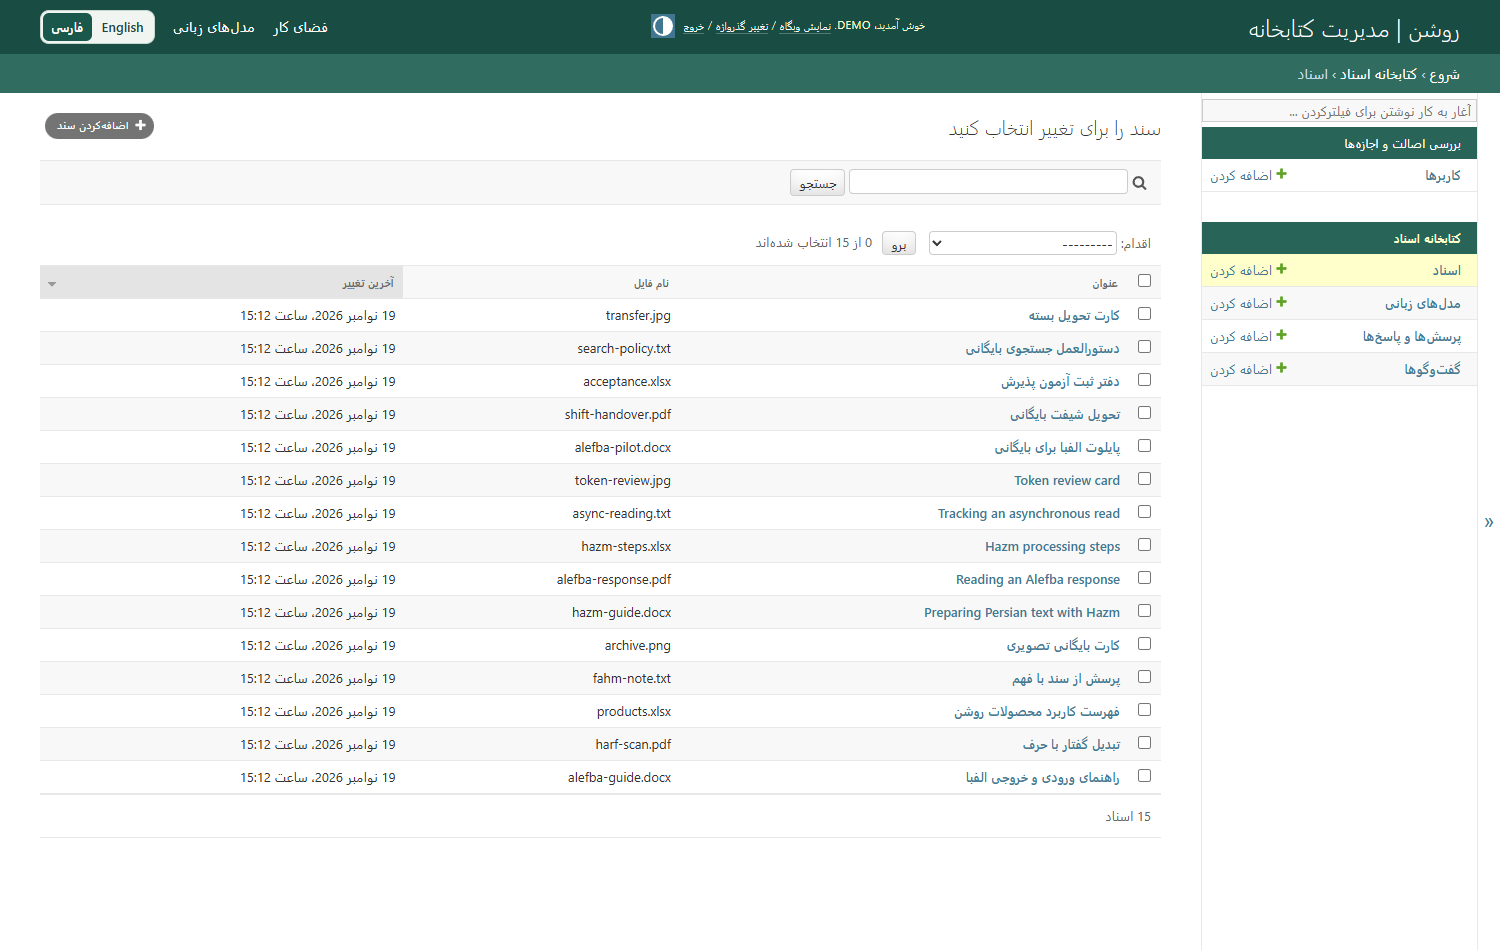 روشن | مدیریت کتابخانه
خوش آمدید، DEMO. نمایش وبگاه / تغییر گذرواژه / خروج
فضای کار
مدل‌های زبانی
English
فارسی
شروع › کتابخانه اسناد › اسناد
آغاز به کار نوشتن برای فیلترکردن ...
بررسی اصالت و اجازه‌ها
کاربرها
اضافه کردن
کتابخانه اسناد
اسناد
اضافه کردن
مدل‌های زبانی
اضافه کردن
پرسش‌ها و پاسخ‌ها
اضافه کردن
گفت‌وگوها
اضافه کردن
«
سند را برای تغییر انتخاب کنید
اضافه‌کردن سند
جستجو
اقدام: --------- برو 0 از 15 انتخاب شده‌اند
عنوان نام فایل آخرین تغییر
کارت تحویل بسته transfer.jpg 19 نوامبر 2026، ساعت 15:12
دستورالعمل جستجوی بایگانی search-policy.txt 19 نوامبر 2026، ساعت 15:12
دفتر ثبت آزمون پذیرش acceptance.xlsx 19 نوامبر 2026، ساعت 15:12
تحویل شیفت بایگانی shift-handover.pdf 19 نوامبر 2026، ساعت 15:12
پایلوت الفبا برای بایگانی alefba-pilot.docx 19 نوامبر 2026، ساعت 15:12
Token review card token-review.jpg 19 نوامبر 2026، ساعت 15:12
Tracking an asynchronous read async-reading.txt 19 نوامبر 2026، ساعت 15:12
Hazm processing steps hazm-steps.xlsx 19 نوامبر 2026، ساعت 15:12
Reading an Alefba response alefba-response.pdf 19 نوامبر 2026، ساعت 15:12
Preparing Persian text with Hazm hazm-guide.docx 19 نوامبر 2026، ساعت 15:12
کارت بایگانی تصویری archive.png 19 نوامبر 2026، ساعت 15:12
پرسش از سند با فهم fahm-note.txt 19 نوامبر 2026، ساعت 15:12
فهرست کاربرد محصولات روشن products.xlsx 19 نوامبر 2026، ساعت 15:12
تبدیل گفتار با حرف harf-scan.pdf 19 نوامبر 2026، ساعت 15:12
راهنمای ورودی و خروجی الفبا alefba-guide.docx 19 نوامبر 2026، ساعت 15:12
15 اسناد